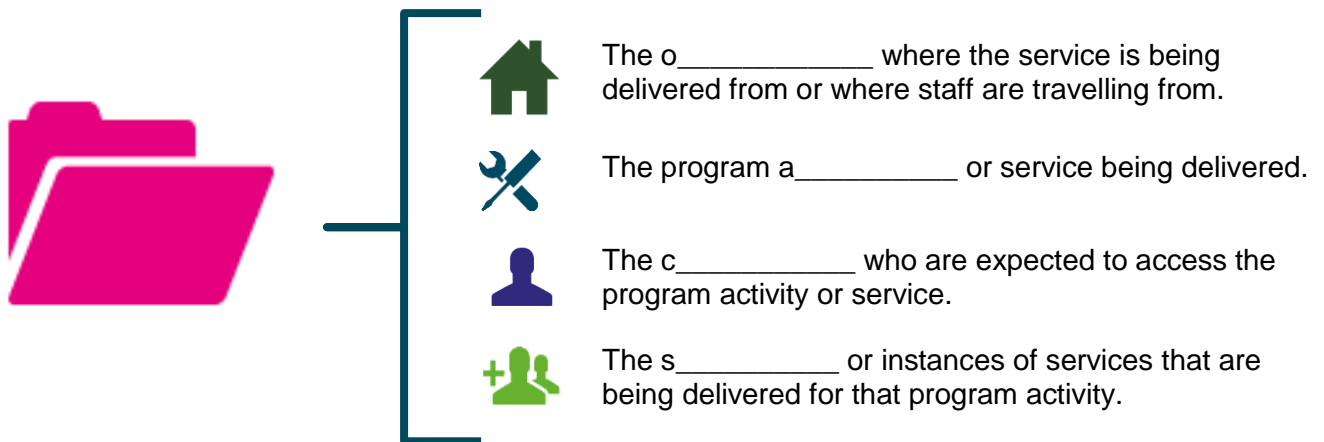 The o____________ where the service is being
delivered from or where staff are travelling from.
The program a__________ or service being delivered.
The c___________ who are expected to access the
program activity or service.
The s__________ or instances of services that are
being delivered for that program activity.